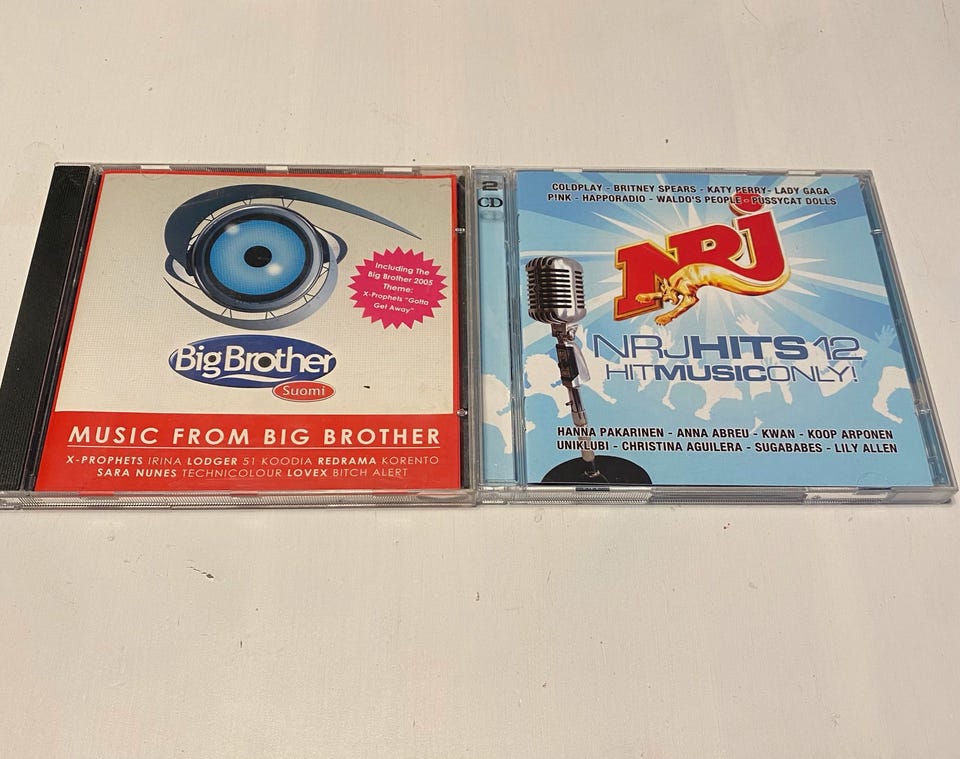 Including The
Big Brother 2005
Theme:
X-Prophets "Gotta
Get Away"
Big Brother
Suomi
MUSIC FROM BIG BROTHER
X-PROPHETS IRINA LODGER 51 KOODIA REDRAMA KORENTO
SARA NUNES TECHNICOLOUR LOVEX BITCH ALERT
2
CD
COLDPLAY - BRITNEY SPEARS - KATY PERRY- LADY GAGA
P!NK - HAPPORADIO - WALDO'S PEOPLE - PUSSYCAT DOLLS
NRJ
NRJHITS12
HITMUSICONLY!
HANNA PAKARINEN - ANNA ABREU - KWAN - KOOP ARPONEN
UNIKLUBI - CHRISTINA AGUILERA - SUGABABES - LILY ALLEN